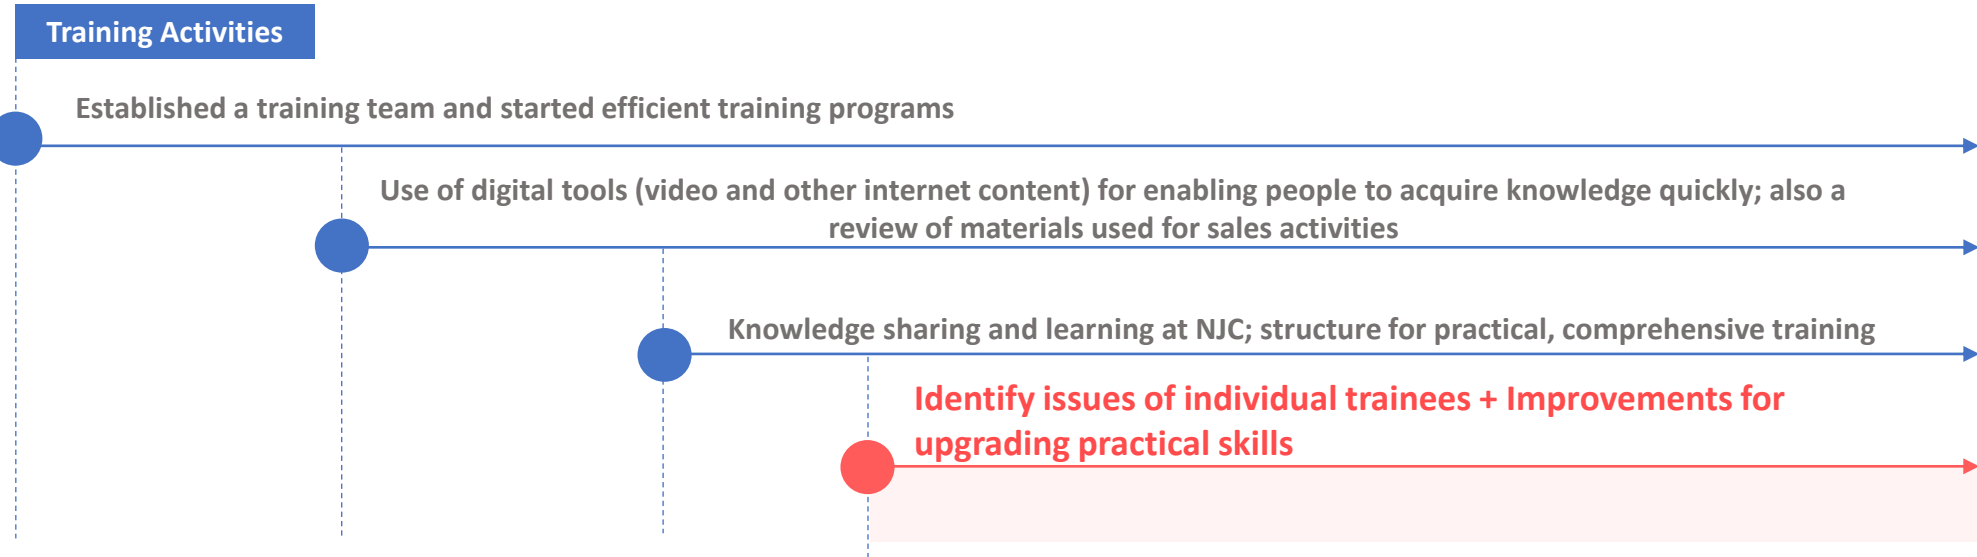 Training Activities
Established a training team and started efficient training programs
Use of digital tools (video and other internet content) for enabling people to acquire knowledge quickly; also a
review of materials used for sales activities
Knowledge sharing and learning at NJC; structure for practical, comprehensive training
Identify issues of individual trainees + Improvements for
upgrading practical skills